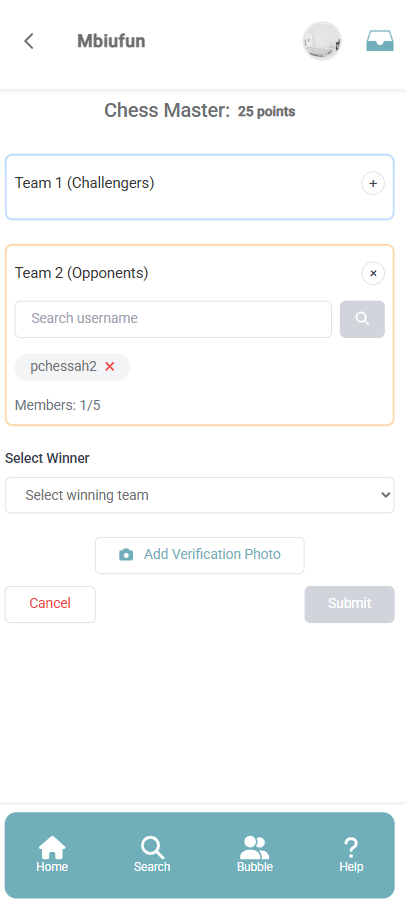 Mbiufun
Chess Master: 25 points
Team 1 (Challengers)
Team 2 (Opponents)
Search username
pchessah2
Members: 1/5
Select Winner
Select winning team
Add Verification Photo
Cancel
Submit
Home
Search
Bubble
Help